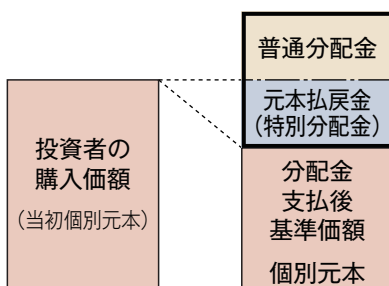 普通分配金
元本払戻金
（特別分配金）
投資者の
購入価額
（当初個別元本）
分配金
支払後
基準価額
個別元本